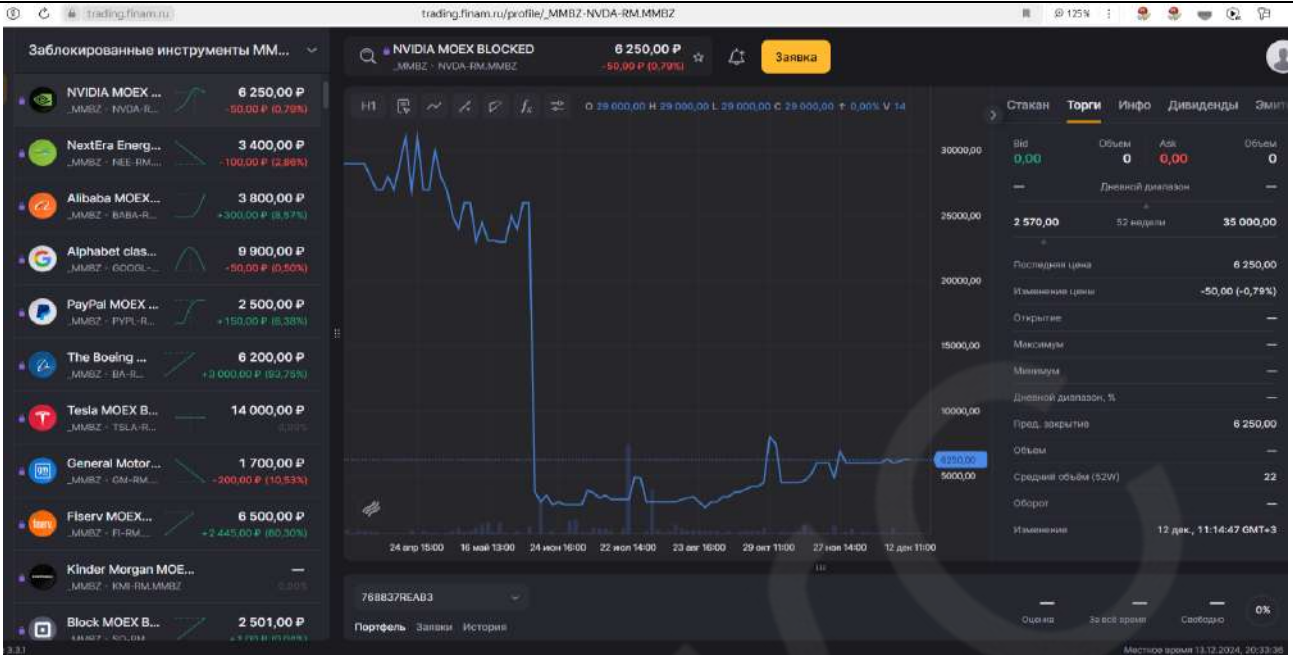 trading.finam.ru
trading.finam.ru/profile/_MMBZ-NVDA-RM.MMBZ
125%
Заблокированные инструменты ММ...
NVIDIA MOEX ...
6 250,00 ₽
_MMBZ - NVDA-R...
-50,00 ₽ (0,79%)
NextEra Energ...
3 400,00 ₽
_MMBZ - NEE-RM....
-100,00 ₽ (2,86%)
Alibaba MOEX...
3 800,00 ₽
_MMBZ - BABA-R...
+300,00 ₽ (8,57%)
Alphabet clas...
9 900,00 ₽
_MMBZ - GOOGL-...
-50,00 ₽ (0,50%)
PayPal MOEX ...
2 500,00 ₽
_MMBZ - PYPL-R...
+150,00 ₽ (6,38%)
The Boeing ...
6 200,00 ₽
_MMBZ - BA-R...
+3 000,00 ₽ (93,75%)
Tesla MOEX B...
14 000,00 ₽
_MMBZ - TSLA-R...
0,00%
General Motor...
1 700,00 ₽
_MMBZ - GM-RM...
-200,00 ₽ (10,53%)
Fiserv MOEX...
6 500,00 ₽
_MMBZ - FI-RM...
+2 445,00 ₽ (60,30%)
Kinder Morgan MOE...
—
_MMBZ - KMI-RM.MMBZ
0,00%
Block MOEX B...
2 501,00 ₽
3.3.1
NVIDIA MOEX BLOCKED
6 250,00 ₽
_MMBZ - NVDA-RM.MMBZ
-50,00 ₽ (0,79%)
Заявка
H1
O 29 000,00 H 29 000,00 L 29 000,00 C 29 000,00 + 0,00% V 14
30000,00
25000,00
20000,00
15000,00
10000,00
6250,00
5000,00
24 апр 15:00 16 май 13:00 24 июн 16:00 22 июл 14:00 23 авг 16:00 29 окт 11:00 27 ноя 14:00 12 дек 11:00
Стакан Торги Инфо Дивиденды Эмит
Bid Объем Ask Объем
0,00 0 0,00 0
— Дневной диапазон —
2 570,00 52 недели 35 000,00
Последняя цена 6 250,00
Изменение цены -50,00 (-0,79%)
Открытие —
Максимум —
Минимум —
Дневной диапазон, % —
Пред. закрытие 6 250,00
Объем —
Средний объём (52W) 22
Оборот —
Изменение 12 дек., 11:14:47 GMT+3
768837REAB3
Портфель Заявки История
— — — 0%
Оценка За всё время Свободно
Местное время 13.12.2024, 20:33:36